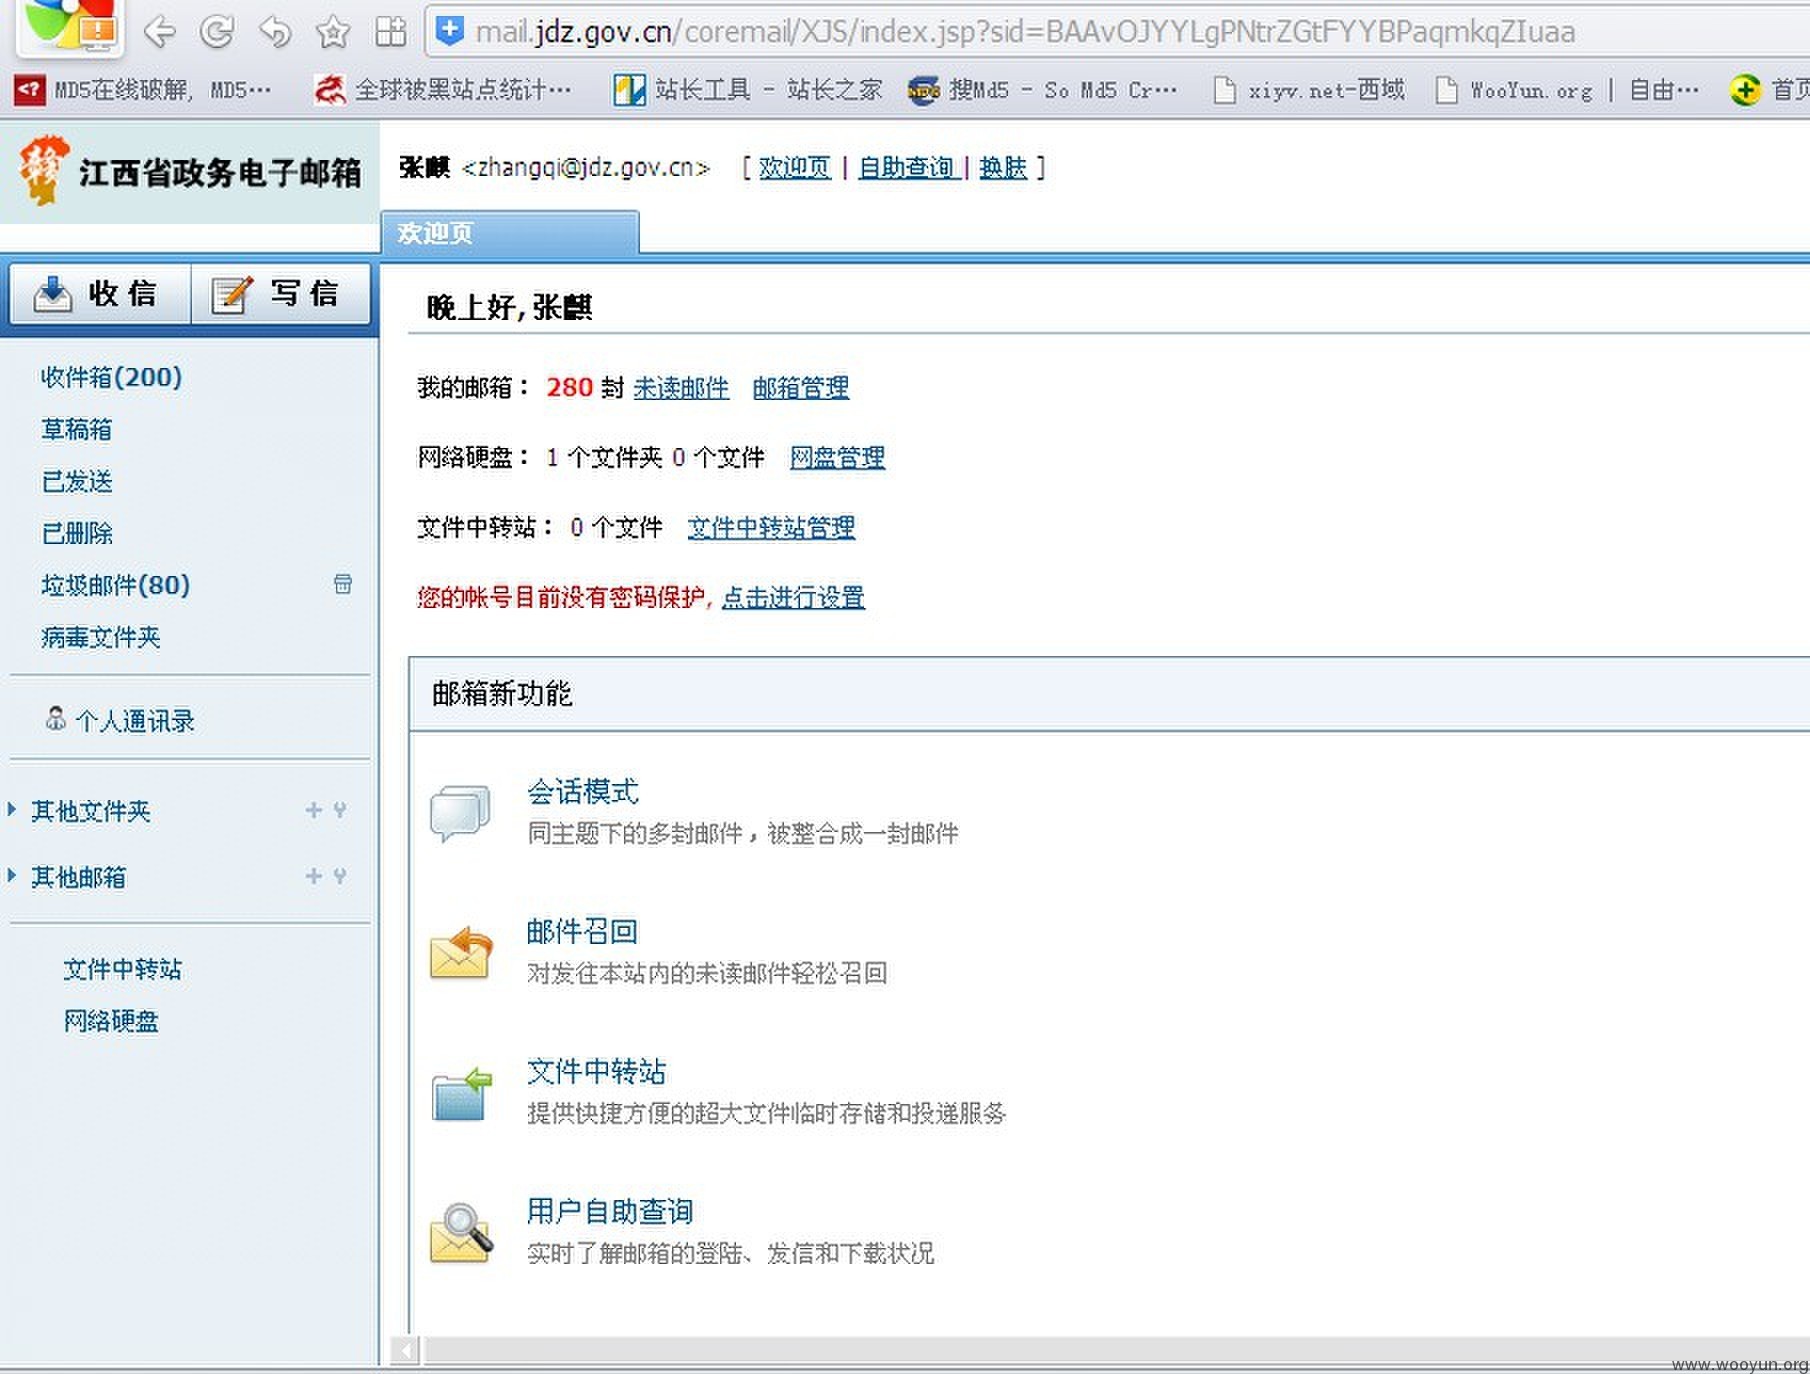 mail.jdz.gov.cn/coremail/XJS/index.jsp?sid=BAAvOJYYLgPNtrZGtFYYBPaqmkqZIuaa
MD5在线破解, MD5… 全球被黑站点统计… 站长工具 - 站长之家 搜Md5 - So Md5 Cr… xiyv.net-西域 WooYun.org | 自由… 首页
江西省政务电子邮箱
张麒 <zhangqi@jdz.gov.cn> [ 欢迎页 | 自助查询 | 换肤 ]
欢迎页
收信 写信
晚上好, 张麒
收件箱(200)
草稿箱
已发送
已删除
垃圾邮件(80)
病毒文件夹
个人通讯录
其他文件夹
其他邮箱
文件中转站
网络硬盘
我的邮箱： 280 封 未读邮件 邮箱管理
网络硬盘： 1 个文件夹 0 个文件 网盘管理
文件中转站： 0 个文件 文件中转站管理
您的帐号目前没有密码保护, 点击进行设置
邮箱新功能
会话模式
同主题下的多封邮件，被整合成一封邮件
邮件召回
对发往本站内的未读邮件轻松召回
文件中转站
提供快捷方便的超大文件临时存储和投递服务
用户自助查询
实时了解邮箱的登陆、发信和下载状况
www.wooyun.org